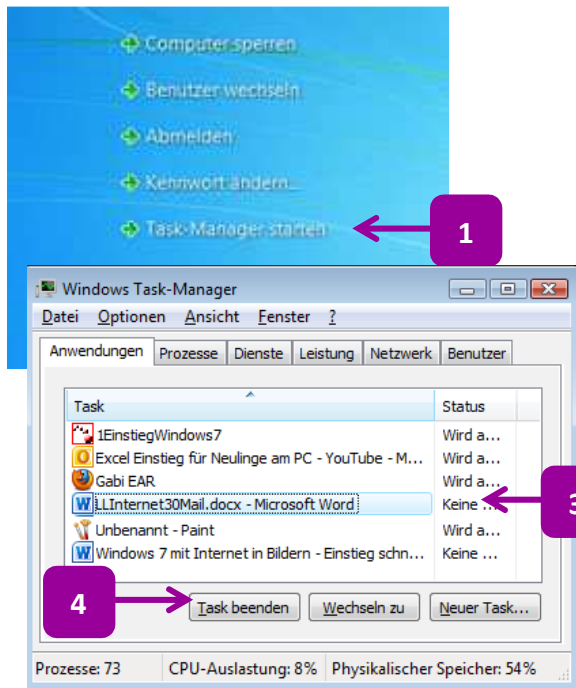 Computer sperren
Benutzer wechseln
Abmelden
Kennwort ändern...
Task-Manager starten
1
Windows Task-Manager
Datei Optionen Ansicht Fenster ?
Anwendungen Prozesse Dienste Leistung Netzwerk Benutzer
Task Status
1EinstiegWindows7 Wird a...
Excel Einstieg für Neulinge am PC - YouTube - M... Wird a...
Gabi EAR Wird a...
LLInternet30Mail.docx - Microsoft Word Keine ...
3
Unbenannt - Paint Wird a...
Windows 7 mit Internet in Bildern - Einstieg schn... Keine ...
4
Task beenden Wechseln zu Neuer Task...
Prozesse: 73 CPU-Auslastung: 8% Physikalischer Speicher: 54%